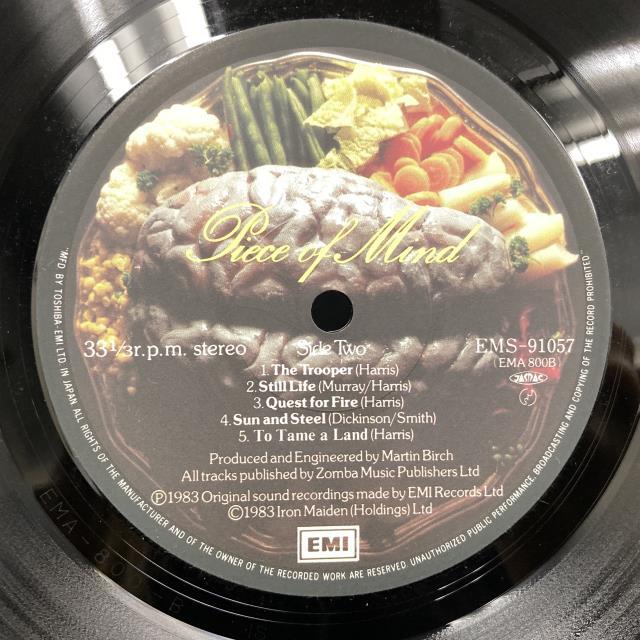 Piece of Mind
33 1/3 r.p.m. stereo
Side Two
EMS-91057
(EMA 800B)
JASRAC
1. The Trooper (Harris)
2. Still Life (Murray/Harris)
3. Quest for Fire (Harris)
4. Sun and Steel (Dickinson/Smith)
5. To Tame a Land (Harris)
Produced and Engineered by Martin Birch
All tracks published by Zomba Music Publishers Ltd
Ⓟ1983 Original sound recordings made by EMI Records Ltd
©1983 Iron Maiden (Holdings) Ltd
EMI
"MFD BY TOSHIBA-EMI LTD IN JAPAN ALL RIGHTS OF THE MANUFACTURER AND OF THE OWNER OF THE RECORDED WORK ARE RESERVED. UNAUTHORIZED PUBLIC PERFORMANCE, BROADCASTING AND COPYING OF THE RECORD PROHIBITED"